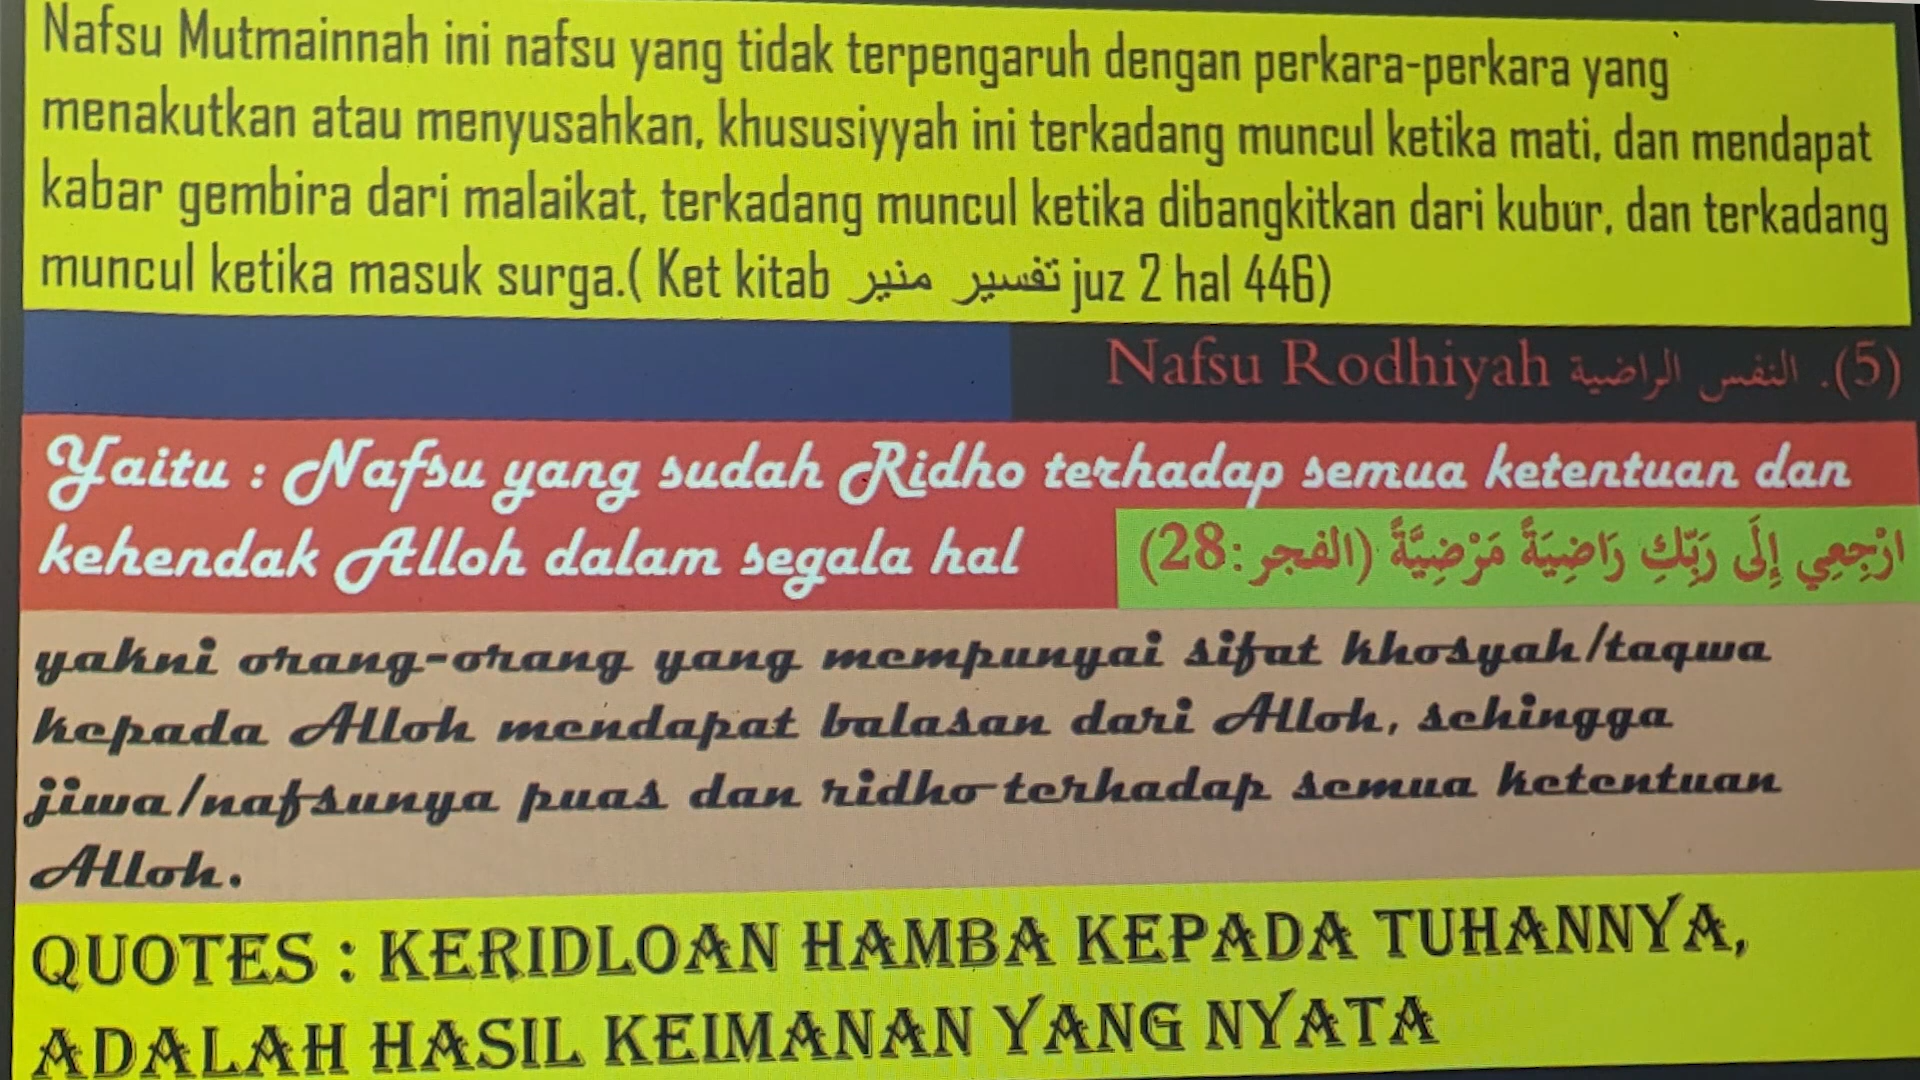 Nafsu Mutmainnah ini nafsu yang tidak terpengaruh dengan perkara-perkara yang
menakutkan atau menyusahkan, khususiyyah ini terkadang muncul ketika mati, dan mendapat
kabar gembira dari malaikat, terkadang muncul ketika dibangkitkan dari kubur, dan terkadang
muncul ketika masuk surga.( Ket kitab تفسير منير juz 2 hal 446)
(5). النفس الراضية Nafsu Rodhiyah
Yaitu : Nafsu yang sudah Ridho terhadap semua ketentuan dan
kehendak Alloh dalam segala hal
ارْجِعِي إِلَى رَبِّكِ رَاضِيَةً مَرْضِيَّةً (الفجر:28)
yakni orang-orang yang mempunyai sifat khosyah/taqwa
kepada Alloh mendapat balasan dari Alloh, sehingga
jiwa/nafsunya puas dan ridho terhadap semua ketentuan
Alloh.
QUOTES : KERIDLOAN HAMBA KEPADA TUHANNYA,
ADALAH HASIL KEIMANAN YANG NYATA